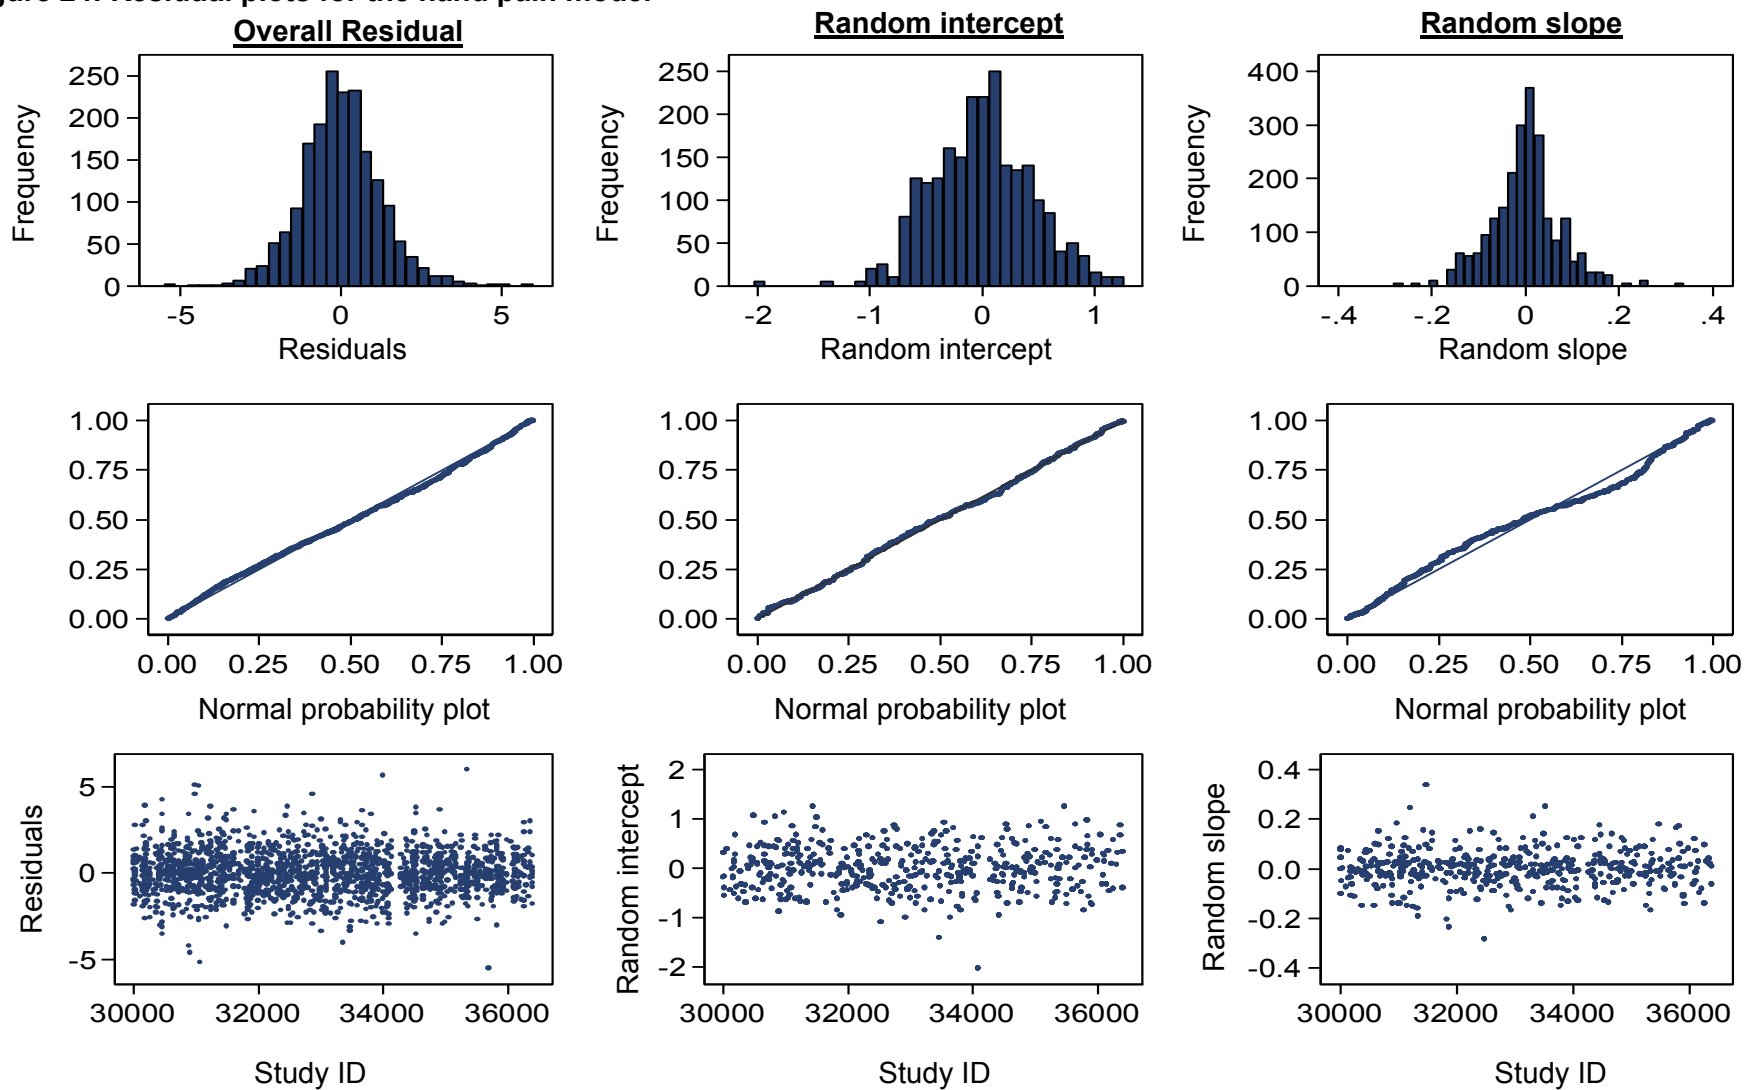 Overall Residual
Random intercept
Random slope
250
200
150
100
50
0
Frequency
-5
0
5
Residuals
250
200
150
100
50
0
Frequency
-2
-1
0
1
Random intercept
400
300
200
100
0
Frequency
-.4
-.2
0
.2
.4
Random slope
1.00
0.75
0.50
0.25
0.00
0.00 0.25 0.50 0.75 1.00
Normal probability plot
1.00
0.75
0.50
0.25
0.00
0.00 0.25 0.50 0.75 1.00
Normal probability plot
1.00
0.75
0.50
0.25
0.00
0.00 0.25 0.50 0.75 1.00
Normal probability plot
5
0
-5
Residuals
30000 32000 34000 36000
Study ID
2
1
0
-1
-2
Random intercept
30000 32000 34000 36000
Study ID
0.4
0.2
0.0
-0.2
-0.4
Random slope
30000 32000 34000 36000
Study ID